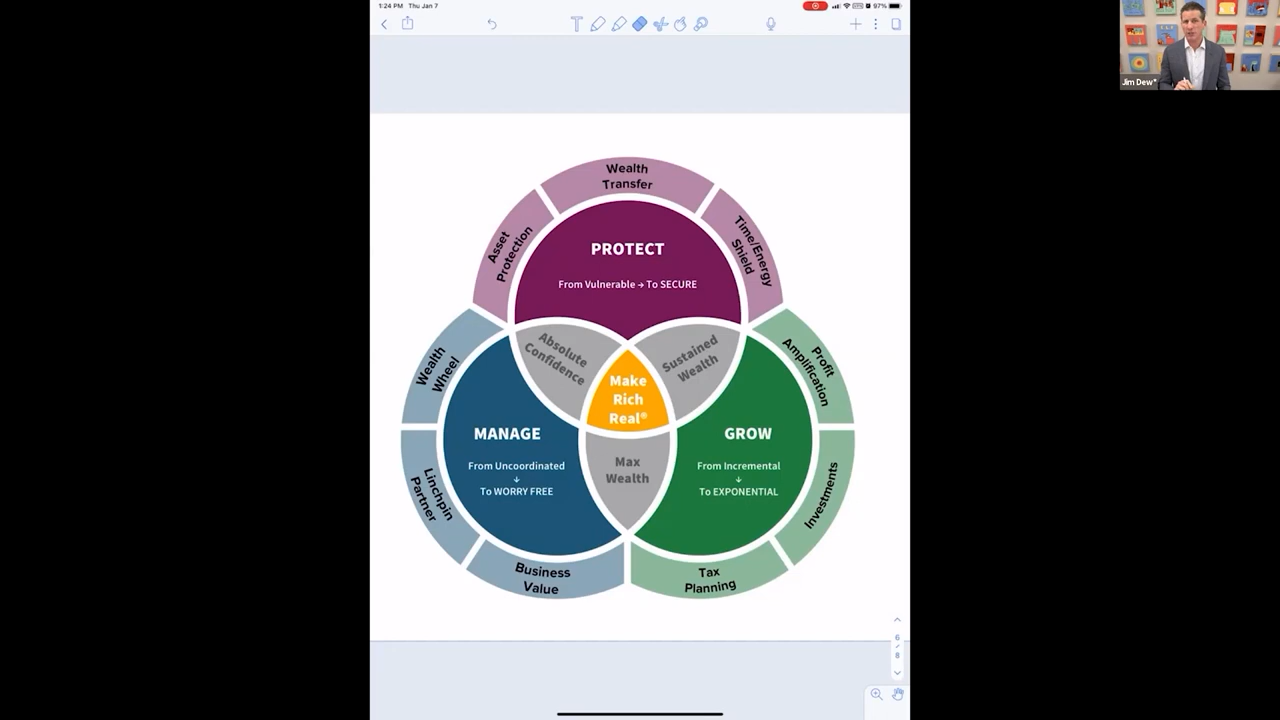 1:24 PM Thu Jan 7
97%
Jim Dew
Wealth
Transfer
Asset
Protection
Time/Energy
Shield
PROTECT
From Vulnerable → To SECURE
Absolute
Confidence
Sustained
Wealth
Wealth
Wheel
Profit
Amplification
Make
Rich
Real®
MANAGE
From Uncoordinated
↓
To WORRY FREE
GROW
From Incremental
↓
To EXPONENTIAL
Max
Wealth
Linchpin
Partner
Investments
Business
Value
Tax
Planning
6
8